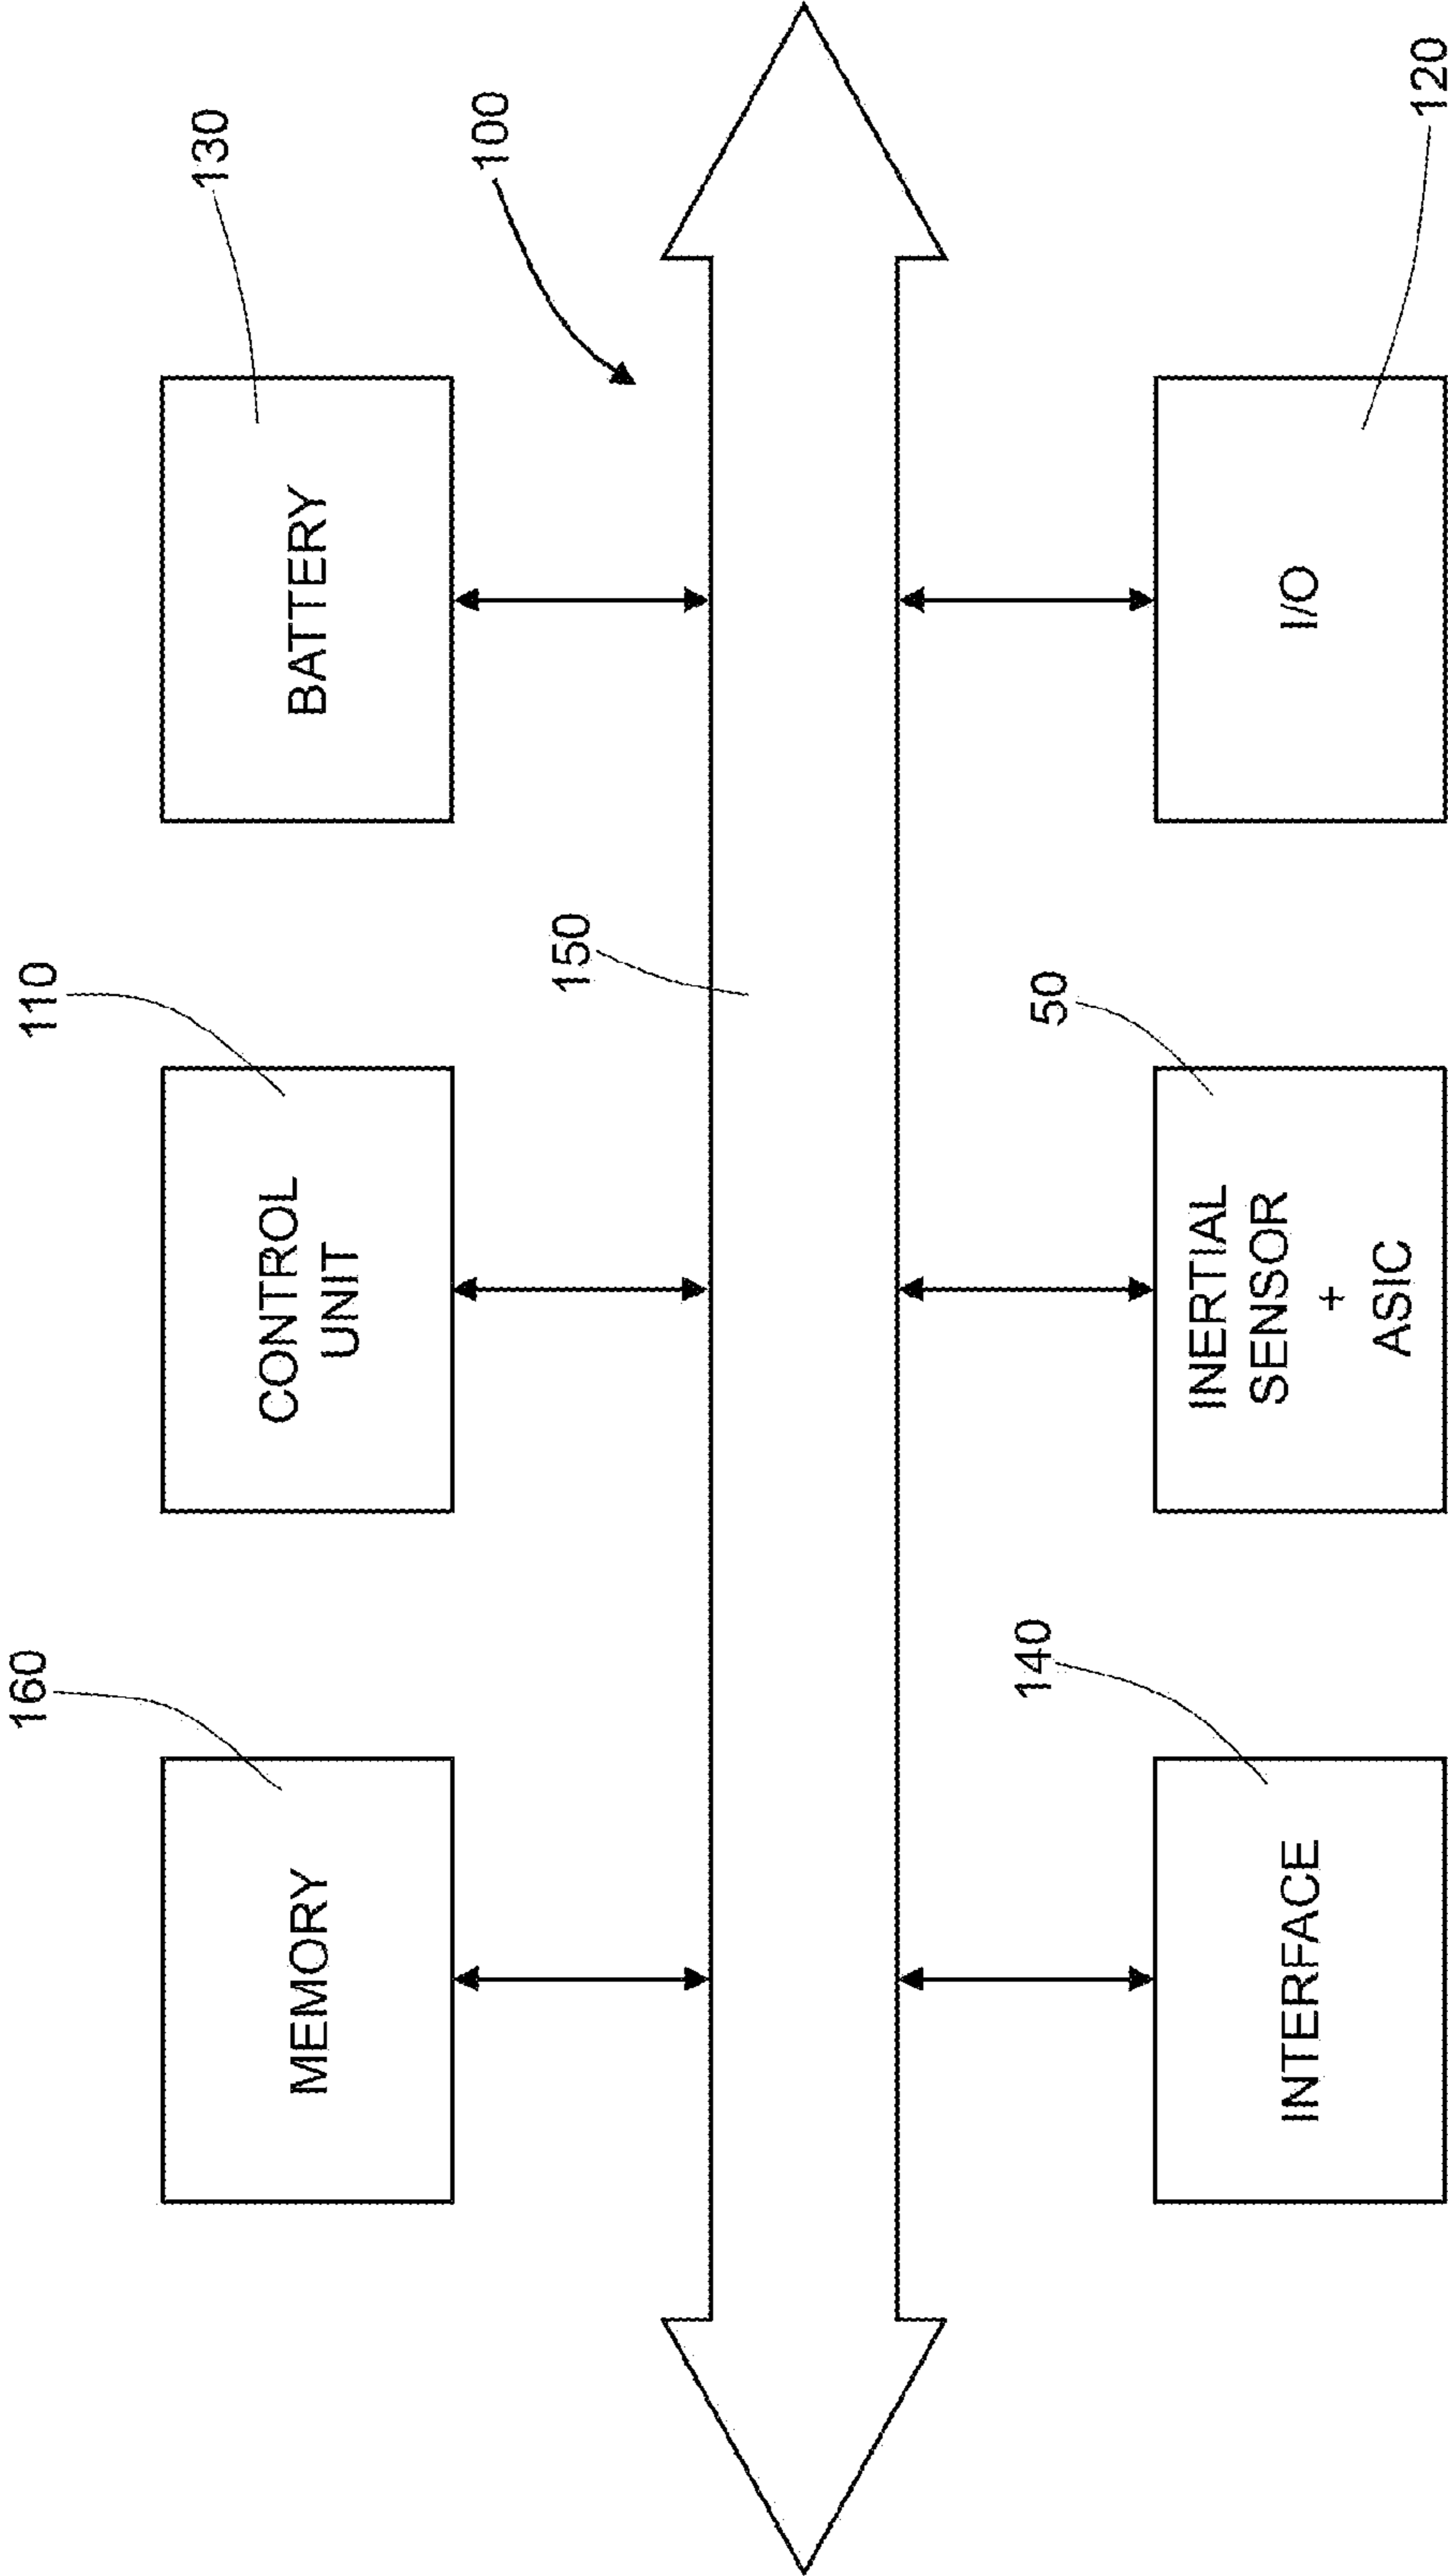 160
110
130
MEMORY
CONTROL
UNIT
BATTERY
100
150
140
50
120
INTERFACE
INERTIAL
SENSOR
+
ASIC
I/O